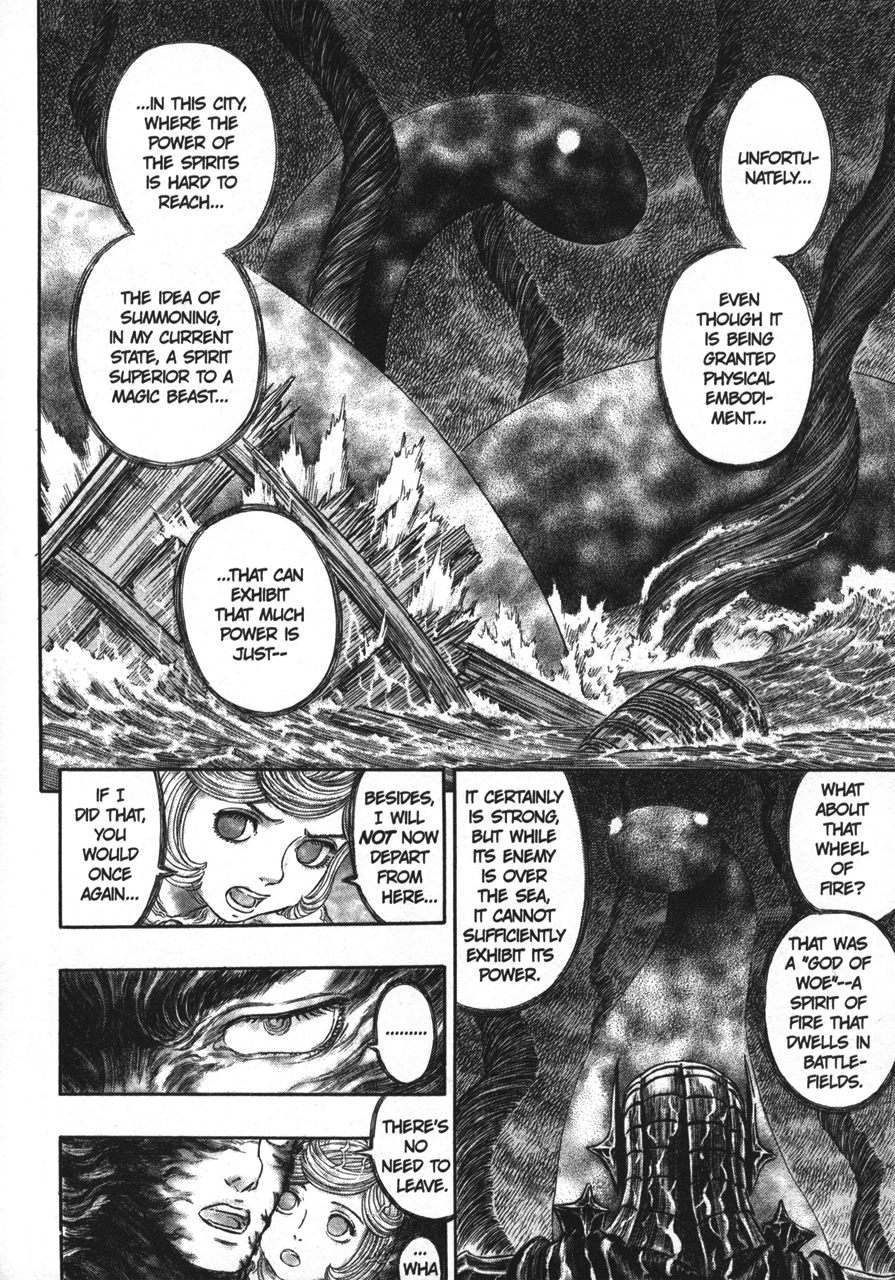 UNFORTU-
NATELY...
EVEN
THOUGH IT
IS BEING
GRANTED
PHYSICAL
EMBODI-
MENT...
...IN THIS CITY,
WHERE THE
POWER OF
THE SPIRITS
IS HARD TO
REACH...
THE IDEA OF
SUMMONING,
IN MY CURRENT
STATE, A SPIRIT
SUPERIOR TO A
MAGIC BEAST...
...THAT CAN
EXHIBIT
THAT MUCH
POWER IS
JUST--
WHAT
ABOUT
THAT
WHEEL
OF
FIRE?
THAT WAS
A "GOD OF
WOE"--A
SPIRIT OF
FIRE THAT
DWELLS IN
BATTLE-
FIELDS.
IT CERTAINLY
IS STRONG,
BUT WHILE
ITS ENEMY
IS OVER
THE SEA,
IT CANNOT
SUFFICIENTLY
EXHIBIT ITS
POWER.
BESIDES,
I WILL
NOT NOW
DEPART
FROM
HERE...
IF I
DID THAT,
YOU
WOULD
ONCE
AGAIN...
.........
THERE'S
NO
NEED TO
LEAVE.
...
WHA